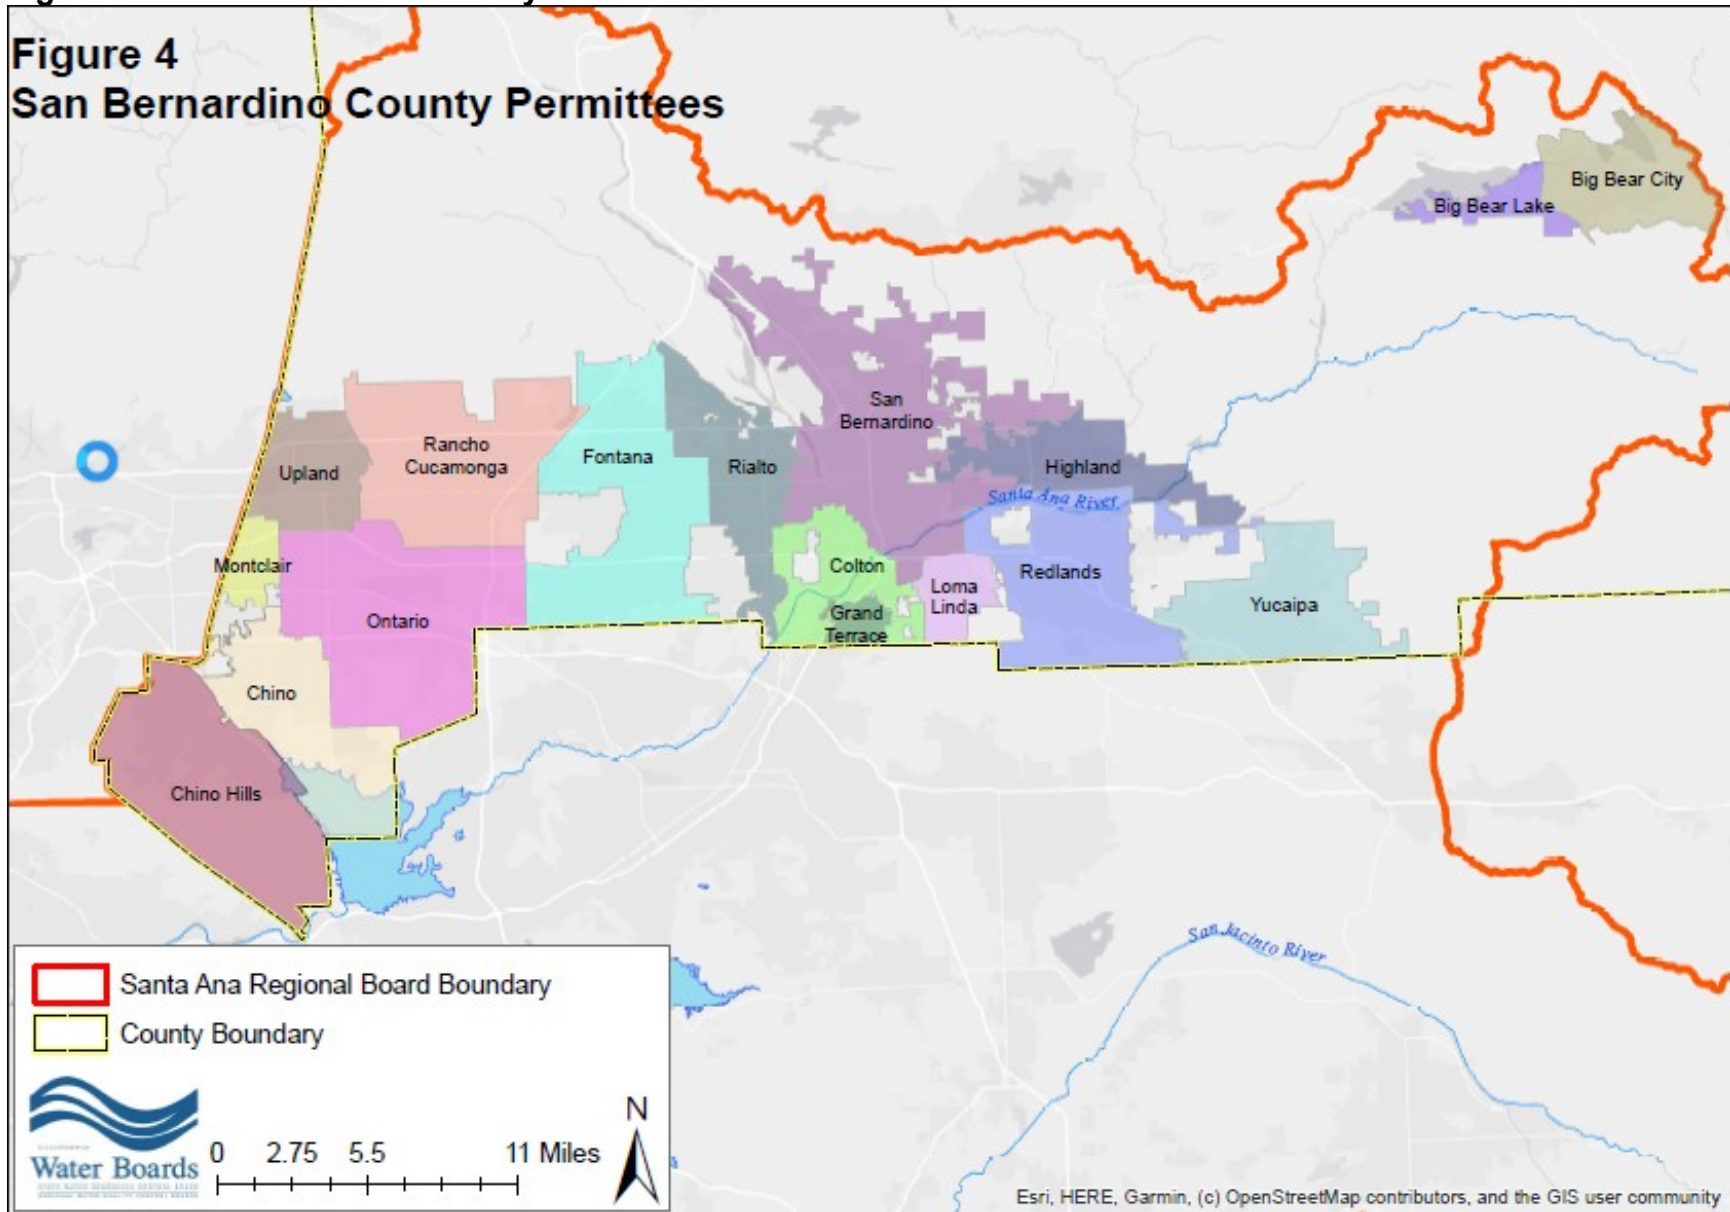 Figure 4
San Bernardino County Permittees
Big Bear City
Big Bear Lake
San
Bernardino
Rancho
Cucamonga
Upland
Fontana
Rialto
Highland
Santa Ana River
Montclair
Colton
Loma
Linda
Redlands
Ontario
Grand
Terrace
Yucaipa
Chino
Chino Hills
San Jacinto River
Santa Ana Regional Board Boundary
County Boundary
Water Boards
N
0 2.75 5.5 11 Miles
Esri, HERE, Garmin, (c) OpenStreetMap contributors, and the GIS user community